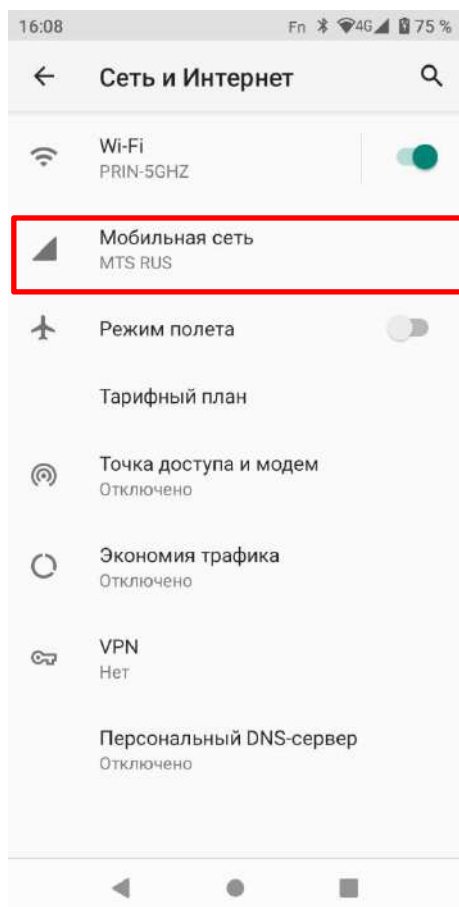 16:08 Fn 4G 75 %
Сеть и Интернет
Wi-Fi
PRIN-5GHZ
Мобильная сеть
MTS RUS
Режим полета
Тарифный план
Точка доступа и модем
Отключено
Экономия трафика
Отключено
VPN
Нет
Персональный DNS-сервер
Отключено